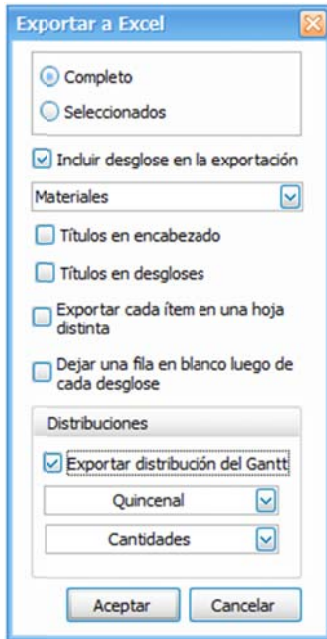 Exportar a Excel
Completo
Seleccionados
Incluir desglose en la exportación
Materiales
Títulos en encabezado
Títulos en desgloses
Exportar cada ítem en una hoja
distinta
Dejar una fila en blanco luego de
cada desglose
Distribuciones
Exportar distribución del Gantt
Quincenal
Cantidades
Aceptar
Cancelar